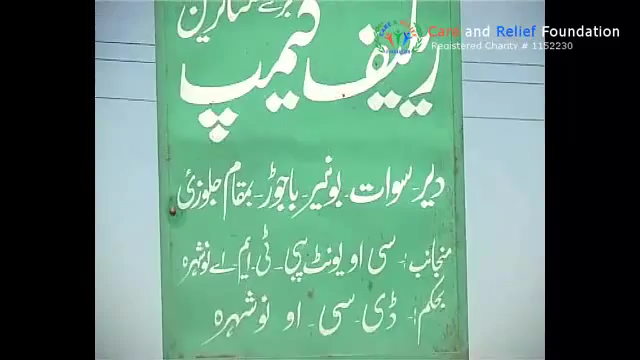 Care and Relief Foundation
Registered Charity # 1152230
برائے متاثرین
ریلیف کیمپ
دیر۔سوات۔بونیر۔باجوڑ۔بمقام جلوزئی
منجانب:۔ سی او یونٹ پی۔ٹی۔ایم۔اے نوشہرہ
بحکم:۔ ڈی۔سی۔او نوشہرہ